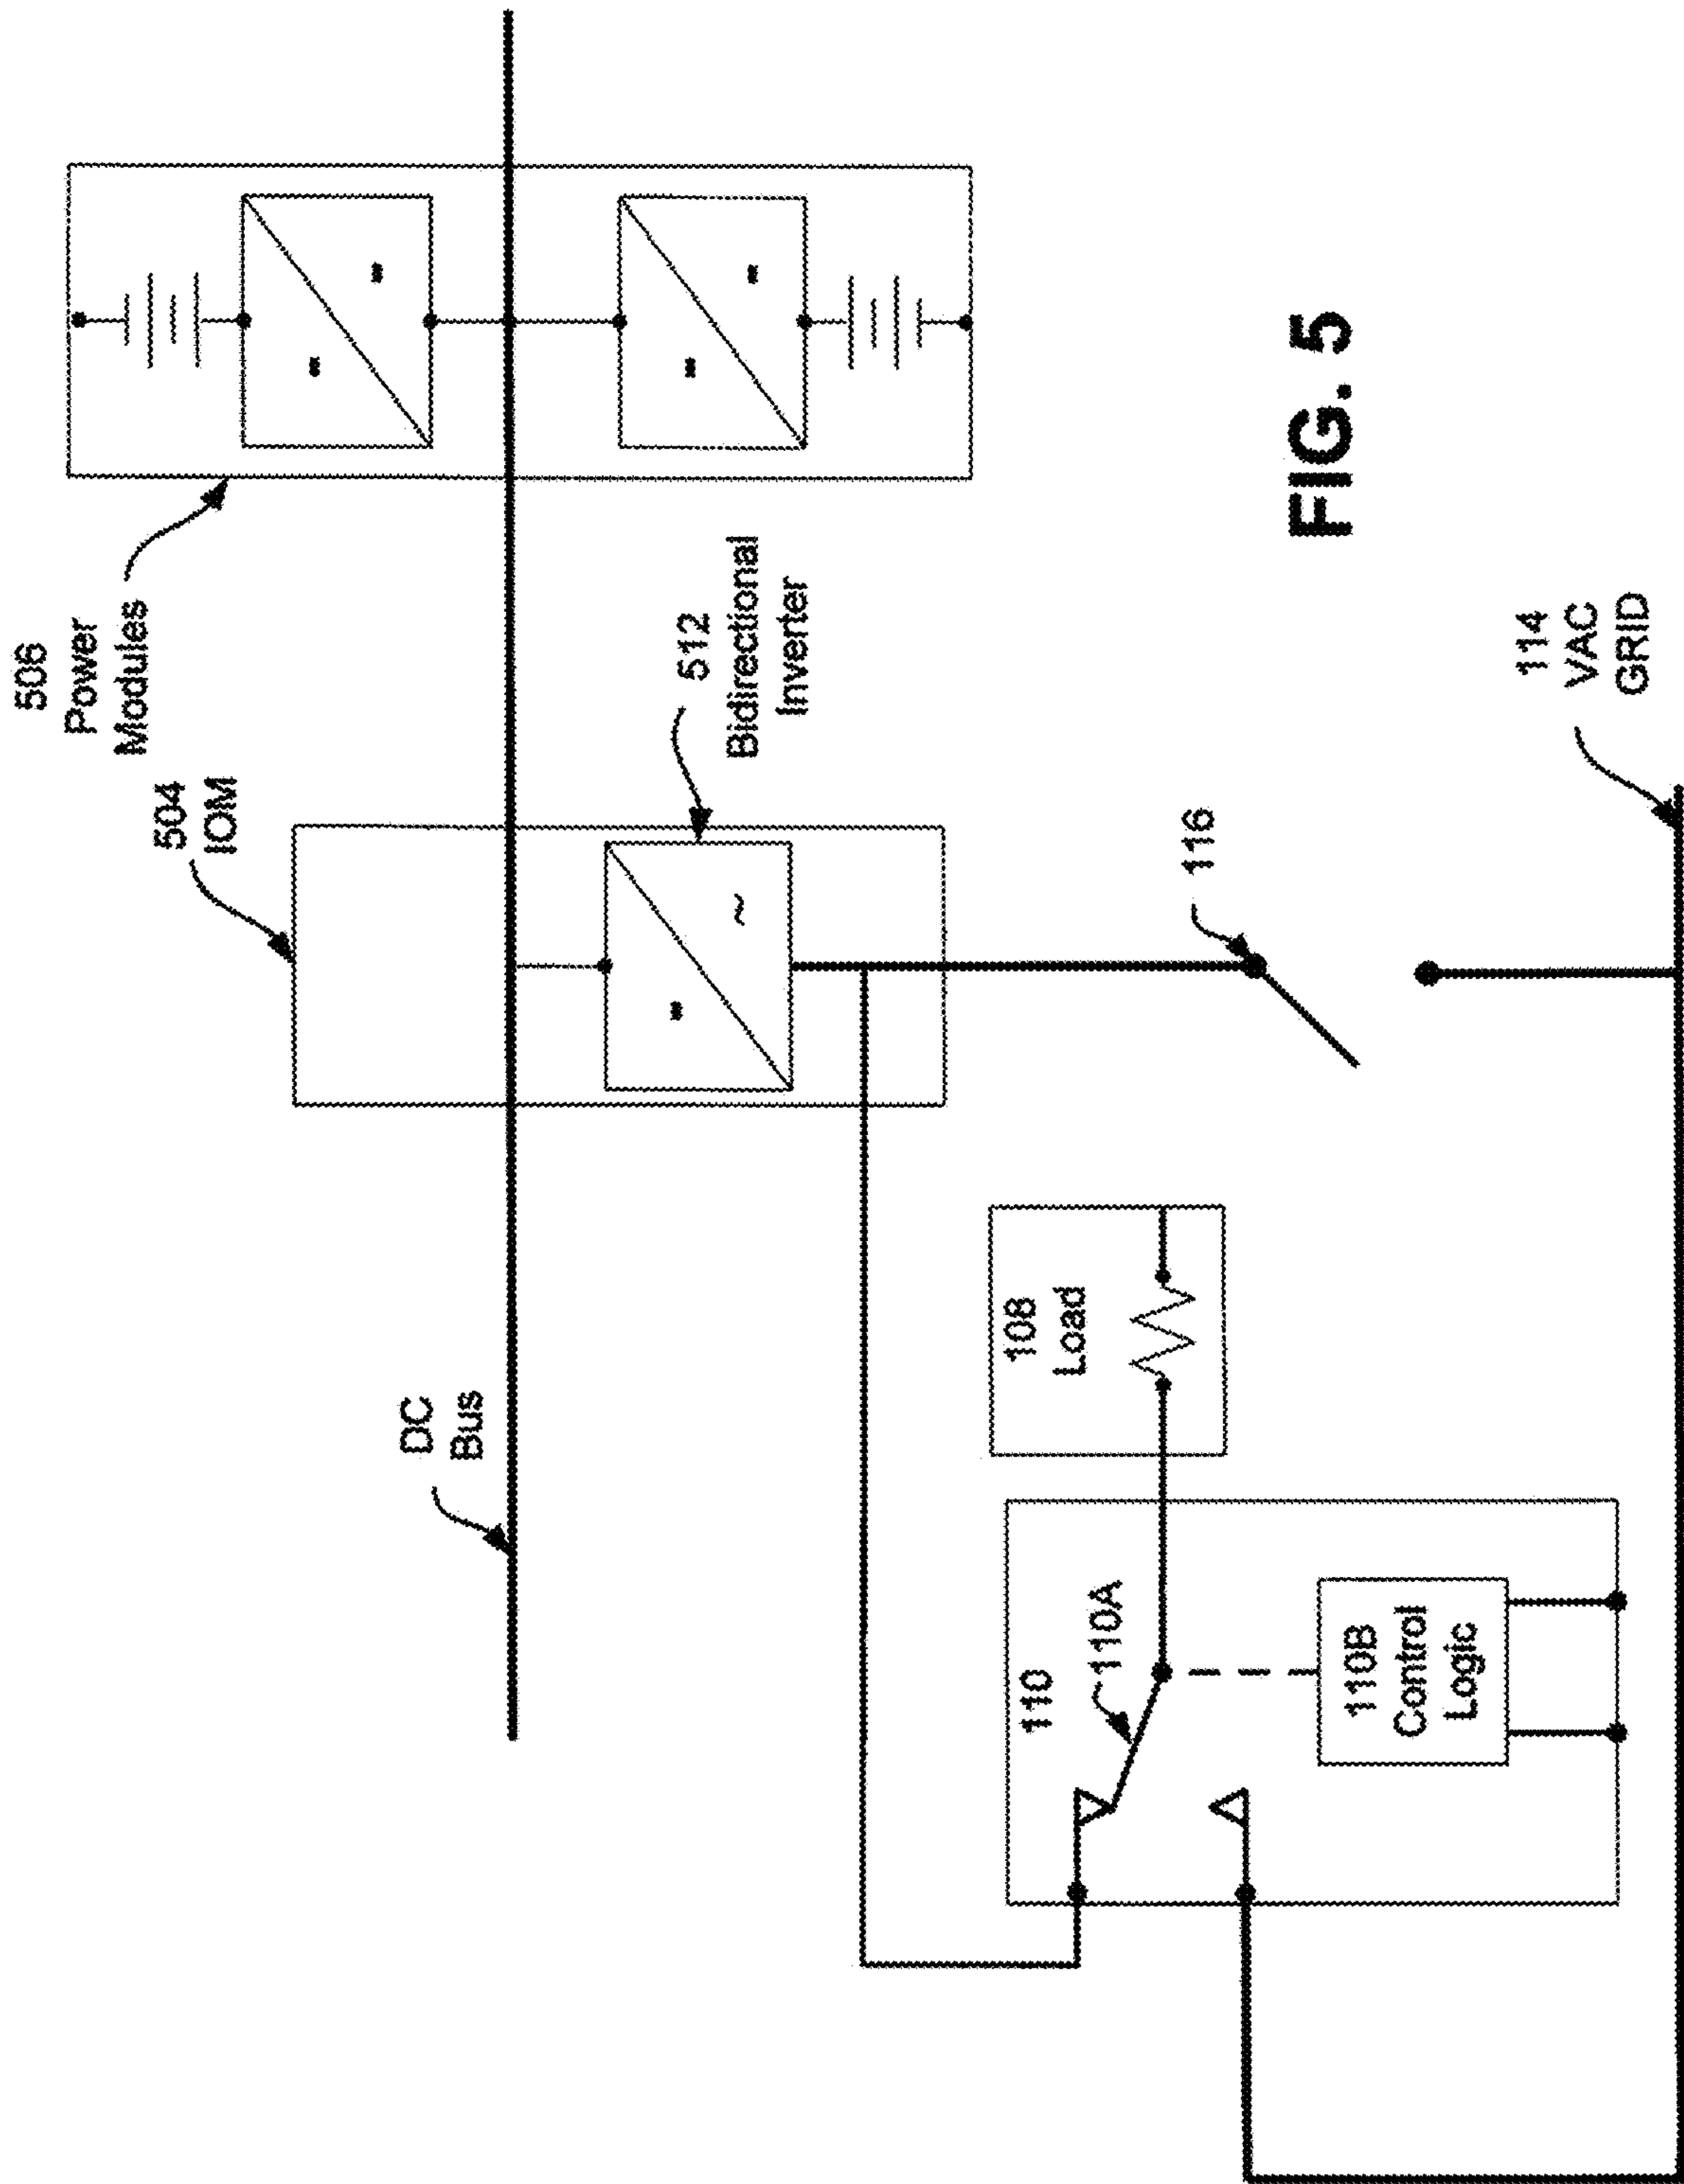 506
Power
Modules
504
IOM
512
Bidirectional
Inverter
DC
Bus
116
114
VAC
GRID
108
Load
110
110A
110B
Control
Logic
FIG. 5